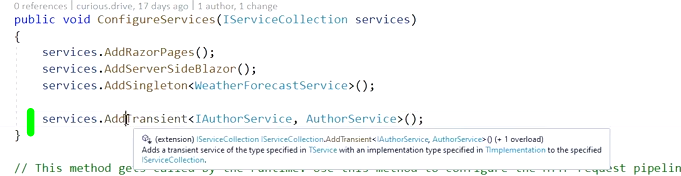 0 references | curious.drive, 17 days ago | 1 author, 1 change
public void ConfigureServices(IServiceCollection services)
{
services.AddRazorPages();
services.AddServerSideBlazor();
services.AddSingleton<WeatherForecastService>();
services.AddTransient<IAuthorService, AuthorService>();
}
(extension) IServiceCollection IServiceCollection.AddTransient<IAuthorService, AuthorService>() (+ 1 overload)
Adds a transient service of the type specified in TService with an implementation type specified in TImplementation to the specified
IServiceCollection.
// This method gets called by the runtime. Use this method to configure the HTTP request pipelin